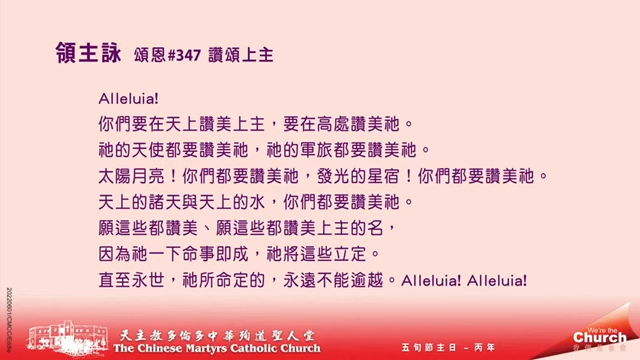 領主詠 頌恩#347 讚頌上主
Alleluia!
你們要在天上讚美上主，要在高處讚美祂。
祂的天使都要讚美祂，祂的軍旅都要讚美祂。
太陽月亮！你們都要讚美祂，發光的星宿！你們都要讚美祂。
天上的諸天與天上的水，你們都要讚美祂。
願這些都讚美、願這些都讚美上主的名，
因為祂一下命事即成，祂將這些立定。
直至永世，祂所命定的，永遠不能逾越。Alleluia! Alleluia!
天主教多倫多中華殉道聖人堂
The Chinese Martyrs Catholic Church
五旬節主日 – 丙年
We're the
Church